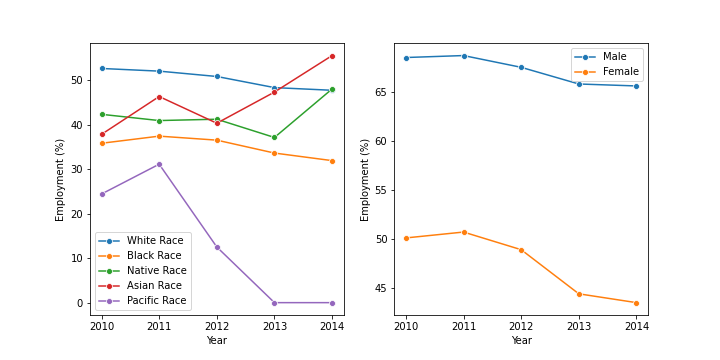 Employment (%)
50
40
30
20
10
0
White Race
Black Race
Native Race
Asian Race
Pacific Race
2010 2011 2012 2013 2014
Year
Employment (%)
65
60
55
50
45
Male
Female
2010 2011 2012 2013 2014
Year